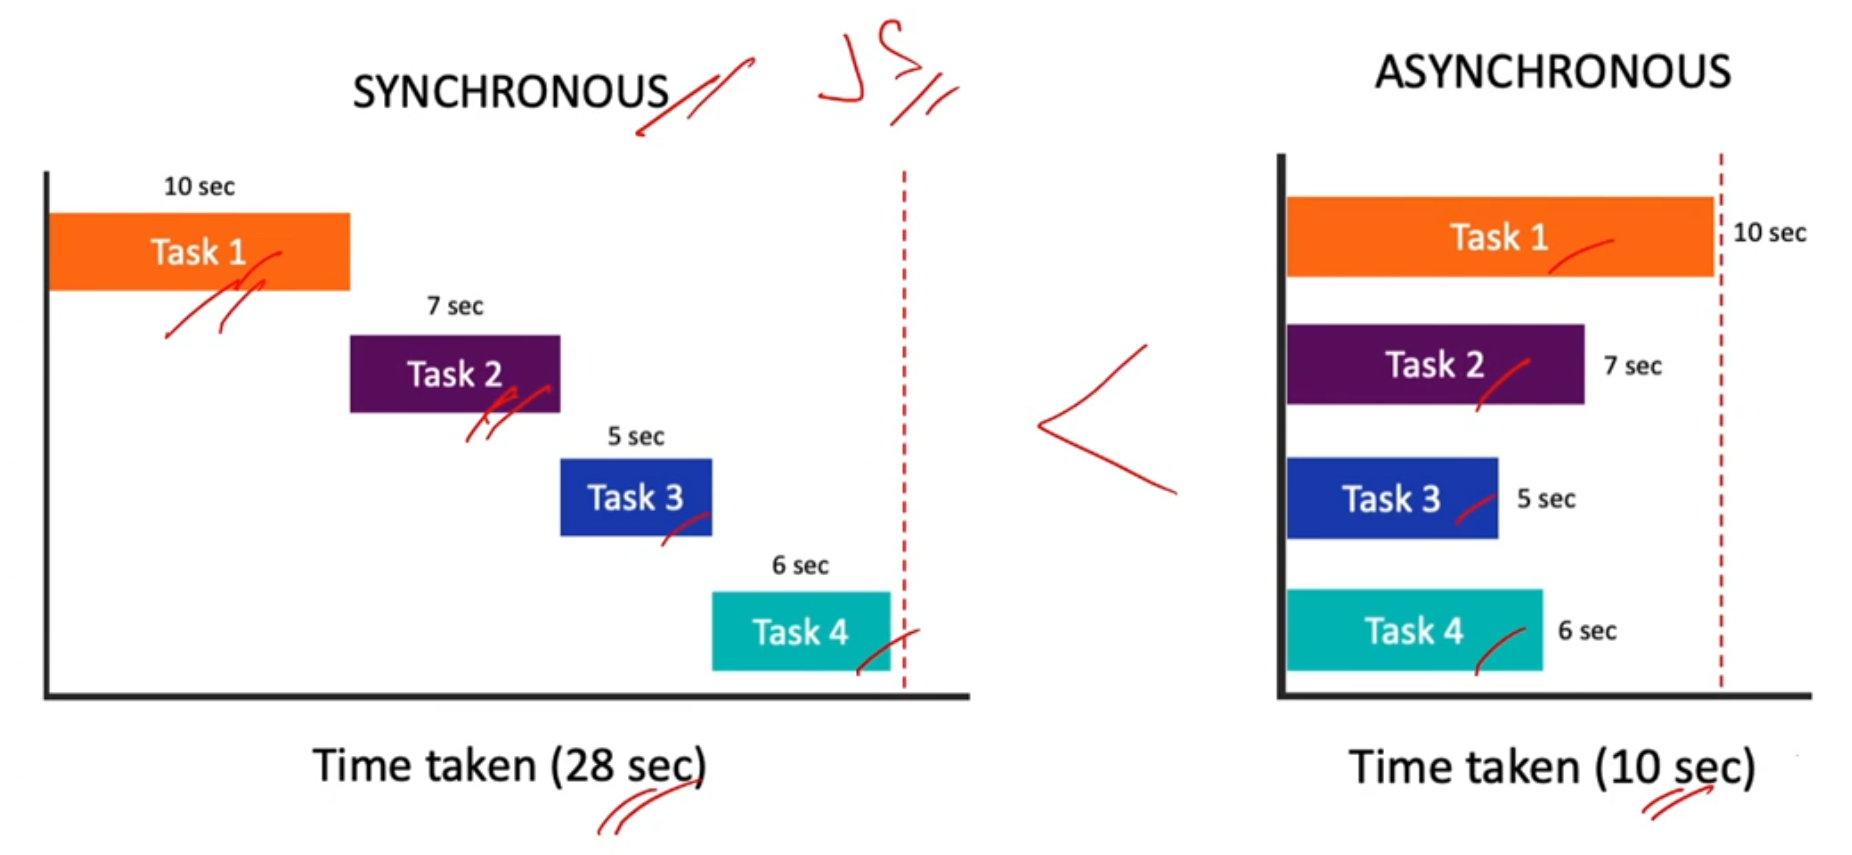 SYNCHRONOUS
JS
10 sec
Task 1
7 sec
Task 2
5 sec
Task 3
6 sec
Task 4
Time taken (28 sec)
<
ASYNCHRONOUS
Task 1
10 sec
Task 2
7 sec
Task 3
5 sec
Task 4
6 sec
Time taken (10 sec)